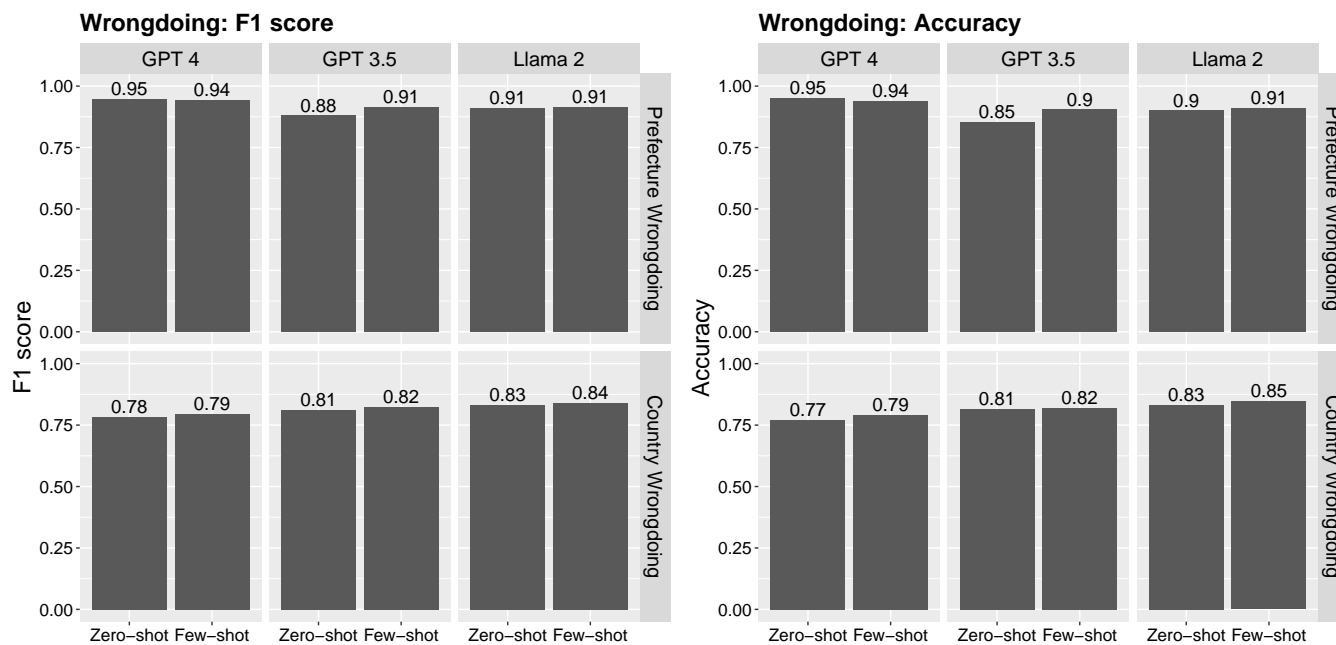 Wrongdoing: F1 score
GPT 4 GPT 3.5 Llama 2
F1 score
1.00
0.75
0.50
0.25
0.00
0.95 0.94 0.88 0.91 0.91 0.91
Prefecture Wrongdoing
1.00
0.75
0.50
0.25
0.00
0.78 0.79 0.81 0.82 0.83 0.84
Country Wrongdoing
Zero−shot Few−shot Zero−shot Few−shot Zero−shot Few−shot
Wrongdoing: Accuracy
GPT 4 GPT 3.5 Llama 2
Accuracy
1.00
0.75
0.50
0.25
0.00
0.95 0.94 0.85 0.9 0.9 0.91
Prefecture Wrongdoing
1.00
0.75
0.50
0.25
0.00
0.77 0.79 0.81 0.82 0.83 0.85
Country Wrongdoing
Zero−shot Few−shot Zero−shot Few−shot Zero−shot Few−shot